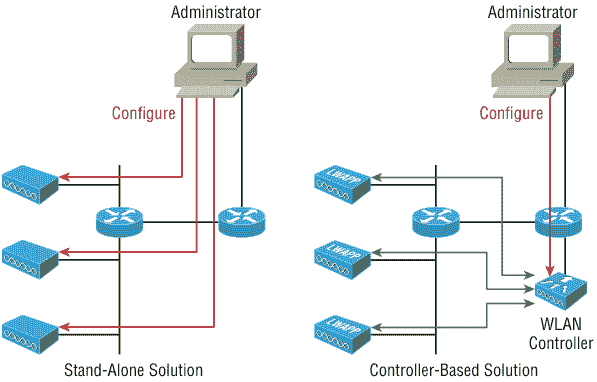 Administrator
Configure
Stand-Alone Solution
Administrator
Configure
LWAPP
LWAPP
LWAPP
WLAN
Controller
Controller-Based Solution